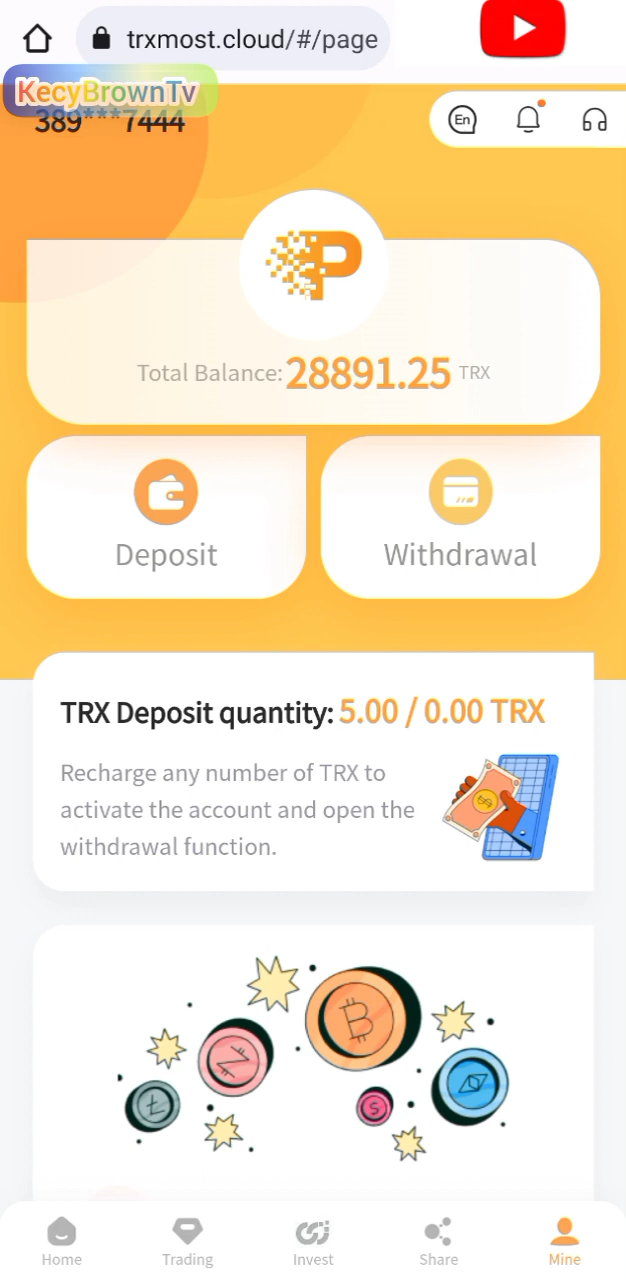 trxmost.cloud/#/page
KecyBrownTv
389***7444
En
Total Balance: 28891.25 TRX
Deposit
Withdrawal
TRX Deposit quantity: 5.00 / 0.00 TRX
Recharge any number of TRX to
activate the account and open the
withdrawal function.
Home
Trading
Invest
Share
Mine